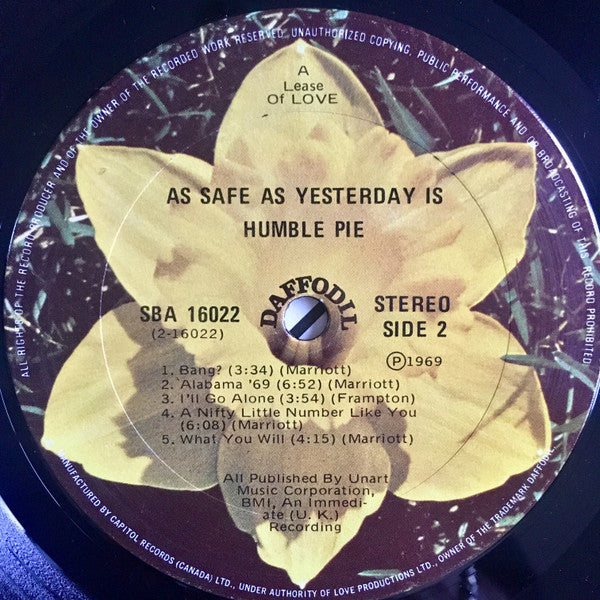 ALL RIGHTS OF THE RECORD PRODUCER AND OF THE OWNER OF THE RECORDED WORK RESERVED. UNAUTHORIZED COPYING, PUBLIC PERFORMANCE AND OR BROADCASTING OF THIS RECORD PROHIBITED
A
Lease
Of LOVE
AS SAFE AS YESTERDAY IS
HUMBLE PIE
DAFFODIL
SBA 16022
(2-16022)
STEREO
SIDE 2
℗1969
1. Bang? (3:34) (Marriott)
2. Alabama '69 (6:52) (Marriott)
3. I'll Go Alone (3:54) (Frampton)
4. A Nifty Little Number Like You
(6:08) (Marriott)
5. What You Will (4:15) (Marriott)
All Published By Unart
Music Corporation,
BMI, An Immedi-
ate (U. K.)
Recording
MANUFACTURED BY CAPITOL RECORDS (CANADA) LTD., UNDER AUTHORITY OF LOVE PRODUCTIONS LTD., OWNER OF THE TRADEMARK DAFFODIL